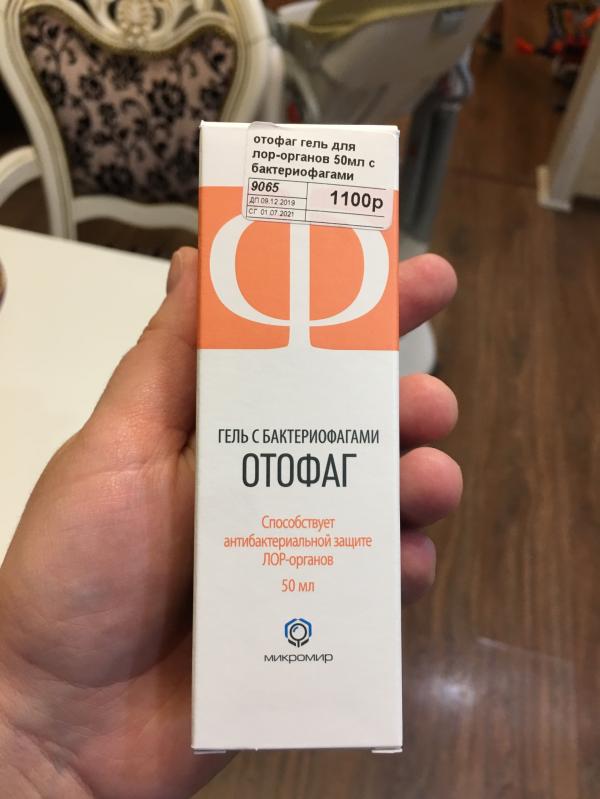 отофаг гель для
лор-органов 50мл с
бактериофагами
9065
ДП 09.12.2019
СГ 01.07.2021
1100р
Ф
ГЕЛЬ С БАКТЕРИОФАГАМИ
ОТОФАГ
Способствует
антибактериальной защите
ЛОР-органов
50 мл
МИКРОМИР